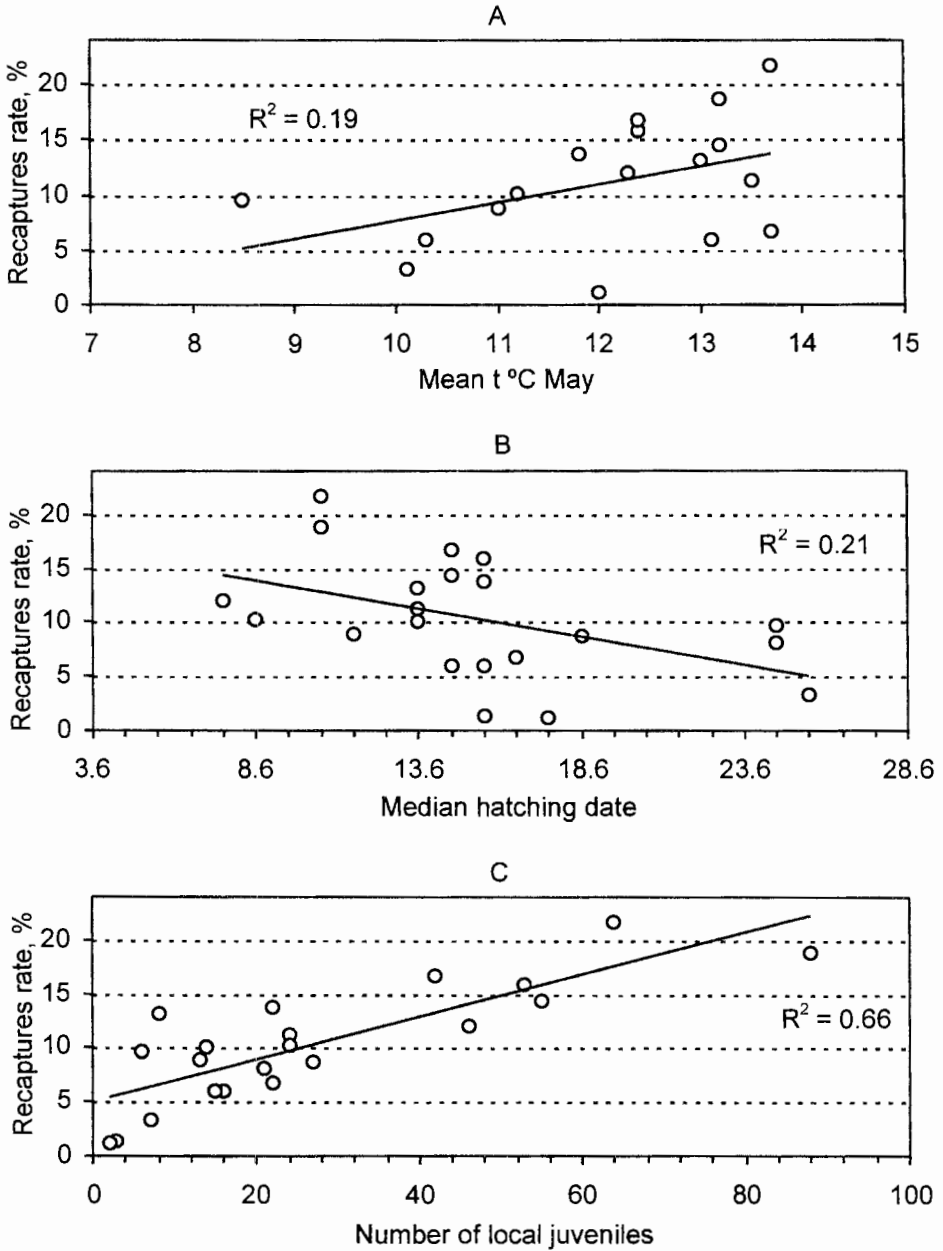 A
Recaptures rate, %
20
15
10
5
0
R² = 0.19
7 8 9 10 11 12 13 14 15
Mean t ºC May
B
Recaptures rate, %
20
15
10
5
0
R² = 0.21
3.6 8.6 13.6 18.6 23.6 28.6
Median hatching date
C
Recaptures rate, %
20
15
10
5
0
R² = 0.66
0 20 40 60 80 100
Number of local juveniles